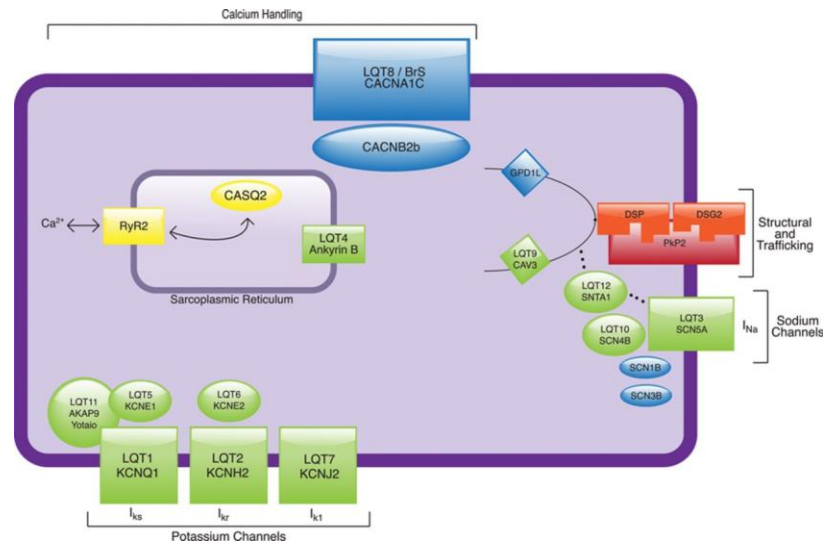 Calcium Handling
LQT8 / BrS
CACNA1C
CACNB2b
GPD1L
CASQ2
Ca²⁺
RyR2
LQT4
Ankyrin B
Sarcoplasmic Reticulum
DSP
DSG2
PkP2
Structural
and
Trafficking
LQT9
CAV3
LQT12
SNTA1
LQT10
SCN4B
LQT3
SCN5A
INa
Sodium
Channels
SCN1B
SCN3B
LQT11
AKAP9
Yotaio
LQT5
KCNE1
LQT6
KCNE2
LQT1
KCNQ1
LQT2
KCNH2
LQT7
KCNJ2
Iks
Ikr
Ik1
Potassium Channels